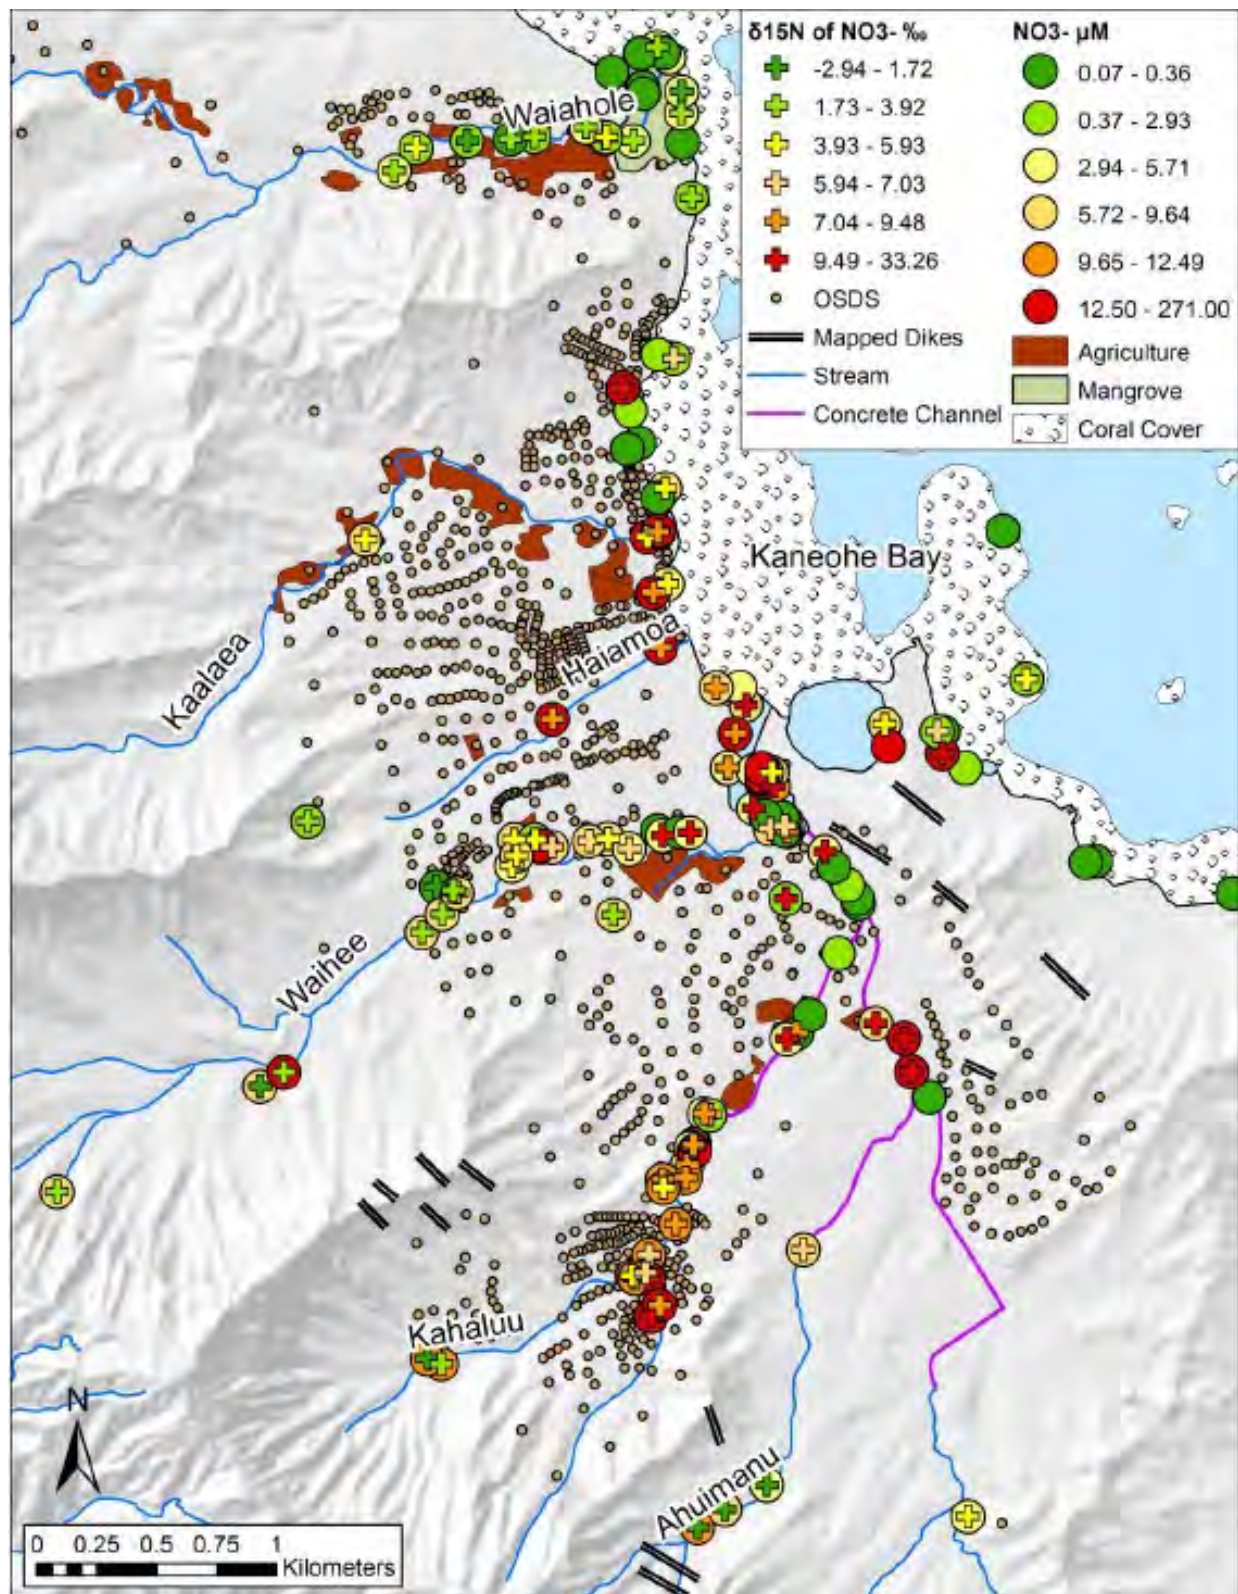 δ15N of NO3- ‰
-2.94 - 1.72
1.73 - 3.92
3.93 - 5.93
5.94 - 7.03
7.04 - 9.48
9.49 - 33.26
OSDS
Mapped Dikes
Stream
Concrete Channel
NO3- µM
0.07 - 0.36
0.37 - 2.93
2.94 - 5.71
5.72 - 9.64
9.65 - 12.49
12.50 - 271.00
Agriculture
Mangrove
Coral Cover
Waiahole
Kaneohe Bay
Haiamoa
Kaalaea
Waihee
Kahaluu
Ahuimanu
N
0 0.25 0.5 0.75 1
Kilometers